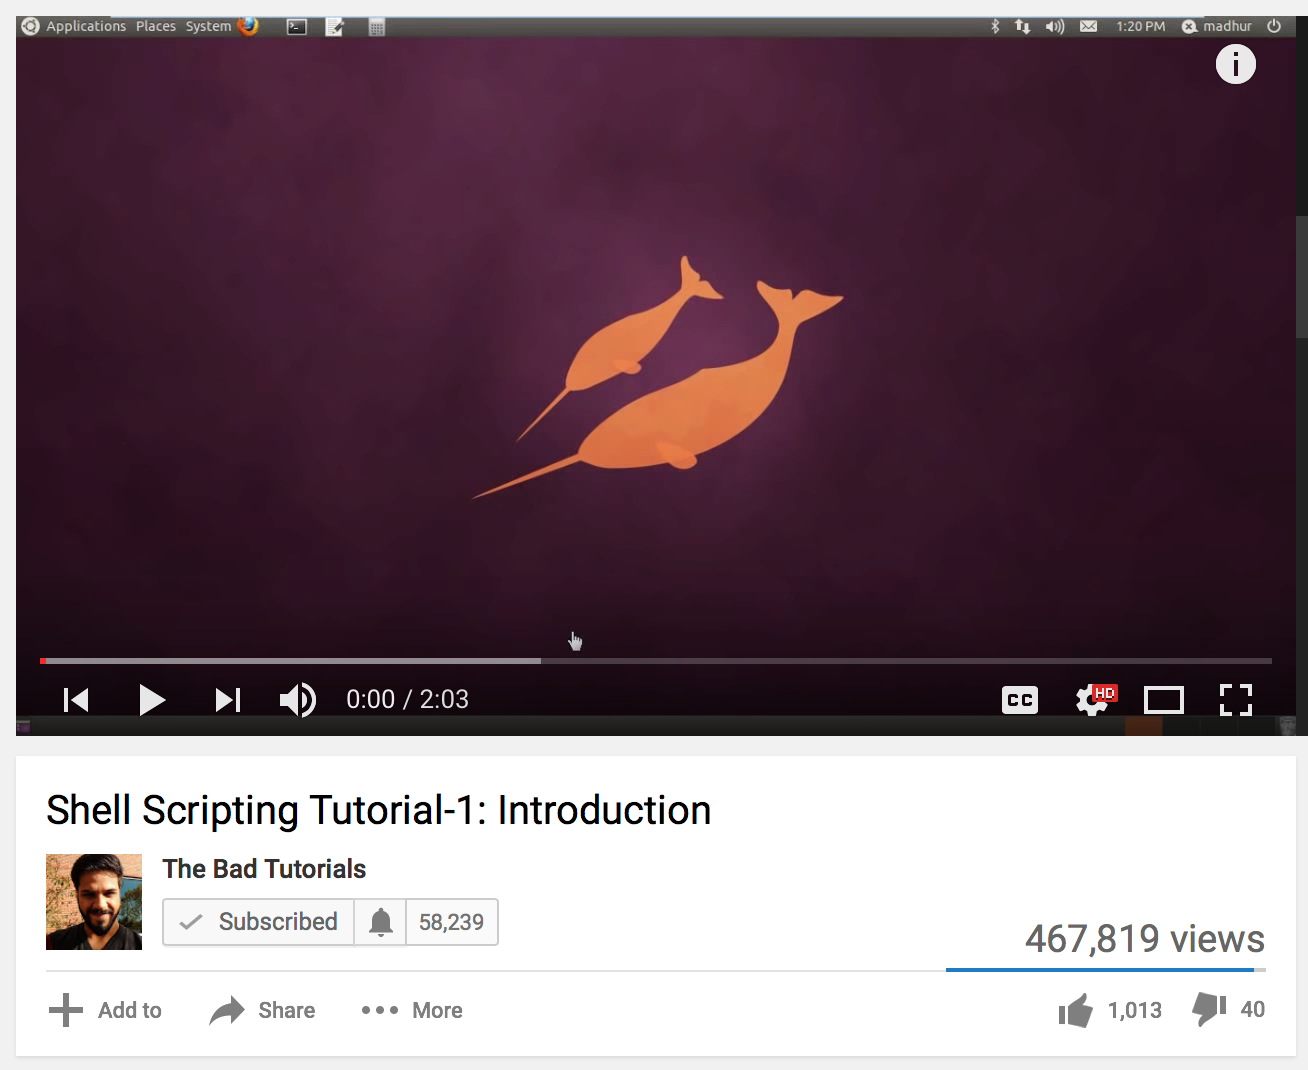 Applications Places System 1:20 PM madhur
i
0:00 / 2:03 CC HD
Shell Scripting Tutorial-1: Introduction
The Bad Tutorials
Subscribed 58,239
467,819 views
Add to Share More 1,013 40